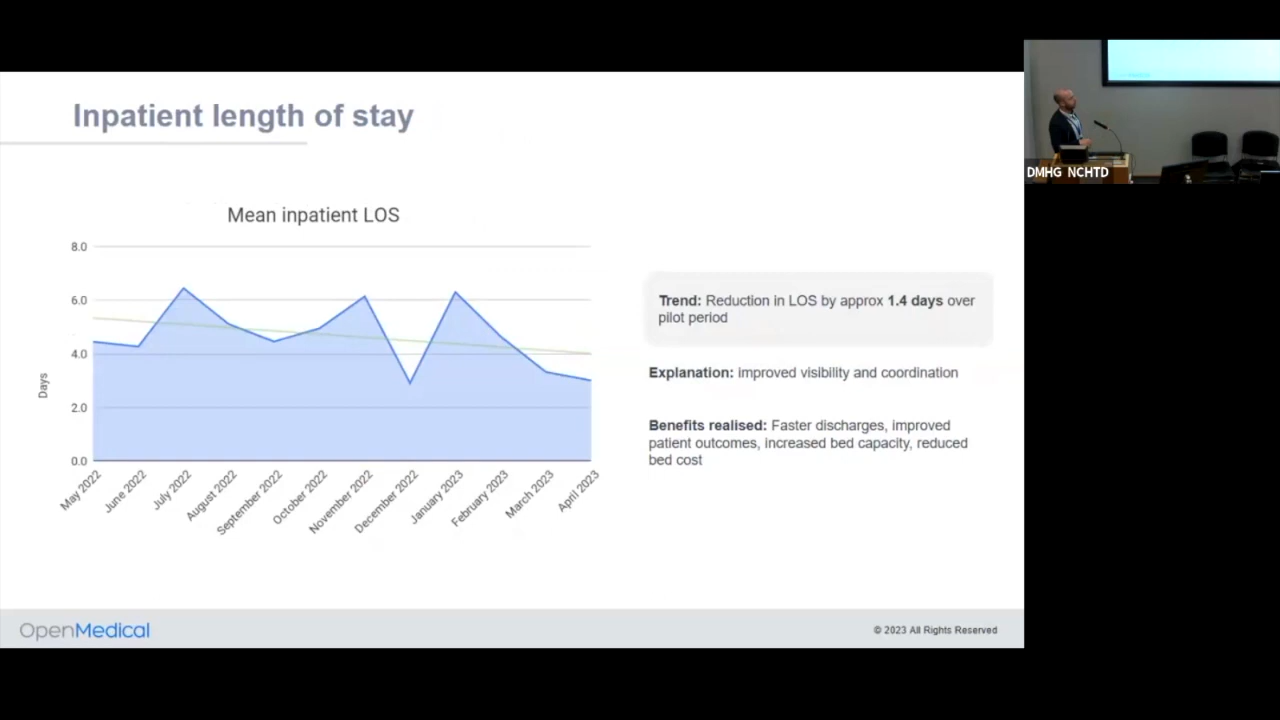 Inpatient length of stay
Mean inpatient LOS
8.0
6.0
4.0
2.0
0.0
Days
May 2022
June 2022
July 2022
August 2022
September 2022
October 2022
November 2022
December 2022
January 2023
February 2023
March 2023
April 2023
Trend: Reduction in LOS by approx 1.4 days over
pilot period
Explanation: improved visibility and coordination
Benefits realised: Faster discharges, improved
patient outcomes, increased bed capacity, reduced
bed cost
OpenMedical
© 2023 All Rights Reserved
DMHG NCHTD